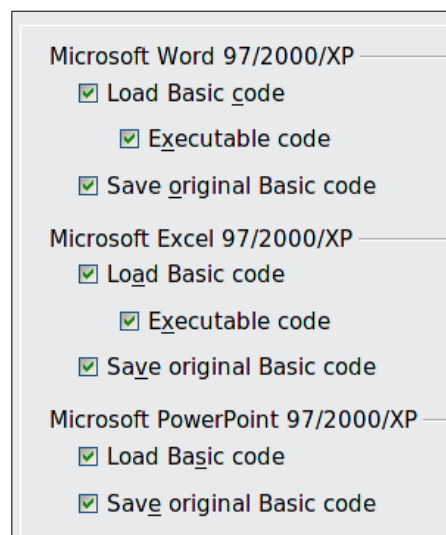 Microsoft Word 97/2000/XP
Load Basic code
Executable code
Save original Basic code
Microsoft Excel 97/2000/XP
Load Basic code
Executable code
Save original Basic code
Microsoft PowerPoint 97/2000/XP
Load Basic code
Save original Basic code